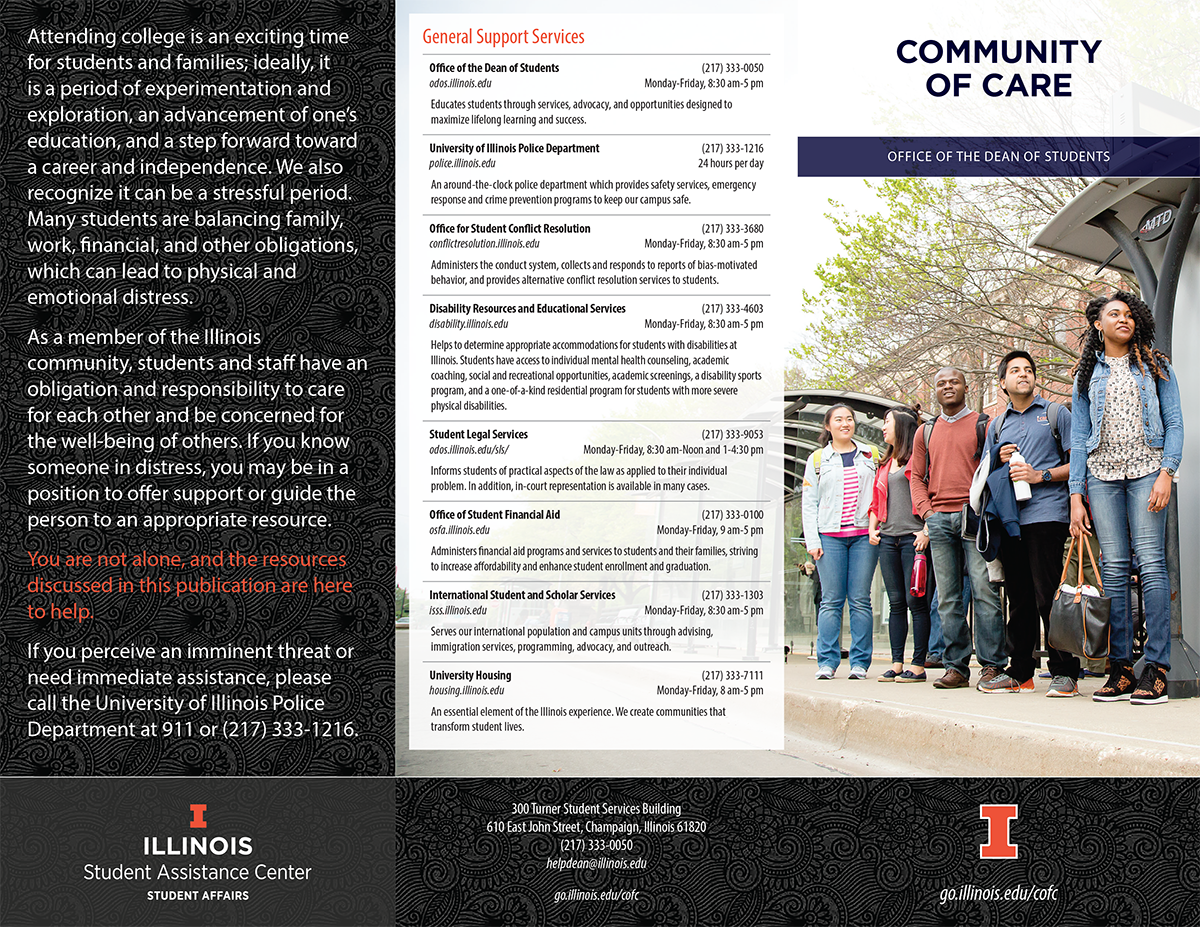 Attending college is an exciting time
for students and families; ideally, it
is a period of experimentation and
exploration, an advancement of one’s
education, and a step forward toward
a career and independence. We also
recognize it can be a stressful period.
Many students are balancing family,
work, financial, and other obligations,
which can lead to physical and
emotional distress.
As a member of the Illinois
community, students and staff have an
obligation and responsibility to care
for each other and be concerned for
the well-being of others. If you know
someone in distress, you may be in a
position to offer support or guide the
person to an appropriate resource.
You are not alone, and the resources
discussed in this publication are here
to help.
If you perceive an imminent threat or
need immediate assistance, please
call the University of Illinois Police
Department at 911 or (217) 333-1216.
ILLINOIS
Student Assistance Center
STUDENT AFFAIRS
General Support Services
Office of the Dean of Students (217) 333-0050
odos.illinois.edu Monday-Friday, 8:30 am-5 pm
Educates students through services, advocacy, and opportunities designed to
maximize lifelong learning and success.
University of Illinois Police Department (217) 333-1216
police.illinois.edu 24 hours per day
An around-the-clock police department which provides safety services, emergency
response and crime prevention programs to keep our campus safe.
Office for Student Conflict Resolution (217) 333-3680
conflictresolution.illinois.edu Monday-Friday, 8:30 am-5 pm
Administers the conduct system, collects and responds to reports of bias-motivated
behavior, and provides alternative conflict resolution services to students.
Disability Resources and Educational Services (217) 333-4603
disability.illinois.edu Monday-Friday, 8:30 am-5 pm
Helps to determine appropriate accommodations for students with disabilities at
Illinois. Students have access to individual mental health counseling, academic
coaching, social and recreational opportunities, academic screenings, a disability sports
program, and a one-of-a-kind residential program for students with more severe
physical disabilities.
Student Legal Services (217) 333-9053
odos.illinois.edu/sls/ Monday-Friday, 8:30 am-Noon and 1-4:30 pm
Informs students of practical aspects of the law as applied to their individual
problem. In addition, in-court representation is available in many cases.
Office of Student Financial Aid (217) 333-0100
osfa.illinois.edu Monday-Friday, 9 am-5 pm
Administers financial aid programs and services to students and their families, striving
to increase affordability and enhance student enrollment and graduation.
International Student and Scholar Services (217) 333-1303
isss.illinois.edu Monday-Friday, 8:30 am-5 pm
Serves our international population and campus units through advising,
immigration services, programming, advocacy, and outreach.
University Housing (217) 333-7111
housing.illinois.edu Monday-Friday, 8 am-5 pm
An essential element of the Illinois experience. We create communities that
transform student lives.
300 Turner Student Services Building
610 East John Street, Champaign, Illinois 61820
(217) 333-0050
helpdean@illinois.edu
go.illinois.edu/cofc
COMMUNITY
OF CARE
OFFICE OF THE DEAN OF STUDENTS
MTD
go.illinois.edu/cofc